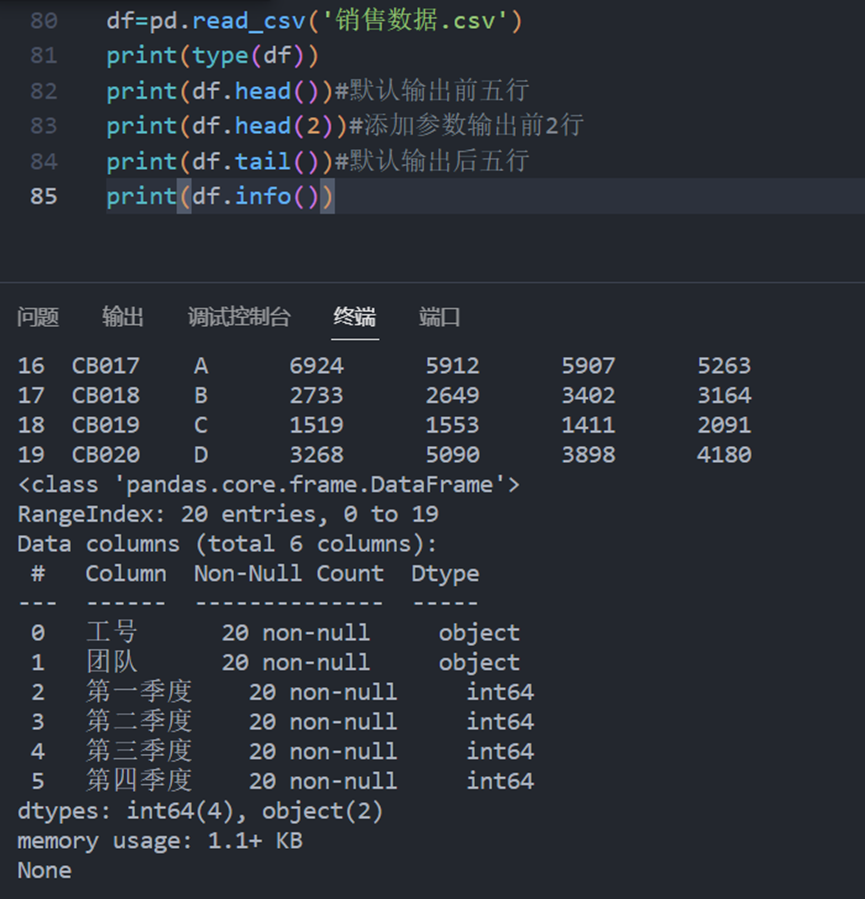 80 df=pd.read_csv('销售数据.csv')
81 print(type(df))
82 print(df.head())#默认输出前五行
83 print(df.head(2))#添加参数输出前2行
84 print(df.tail())#默认输出后五行
85 print(df.info())
问题 输出 调试控制台 终端 端口
16 CB017 A 6924 5912 5907 5263
17 CB018 B 2733 2649 3402 3164
18 CB019 C 1519 1553 1411 2091
19 CB020 D 3268 5090 3898 4180
<class 'pandas.core.frame.DataFrame'>
RangeIndex: 20 entries, 0 to 19
Data columns (total 6 columns):
# Column Non-Null Count Dtype
--- ------ -------------- -----
0 工号 20 non-null object
1 团队 20 non-null object
2 第一季度 20 non-null int64
3 第二季度 20 non-null int64
4 第三季度 20 non-null int64
5 第四季度 20 non-null int64
dtypes: int64(4), object(2)
memory usage: 1.1+ KB
None